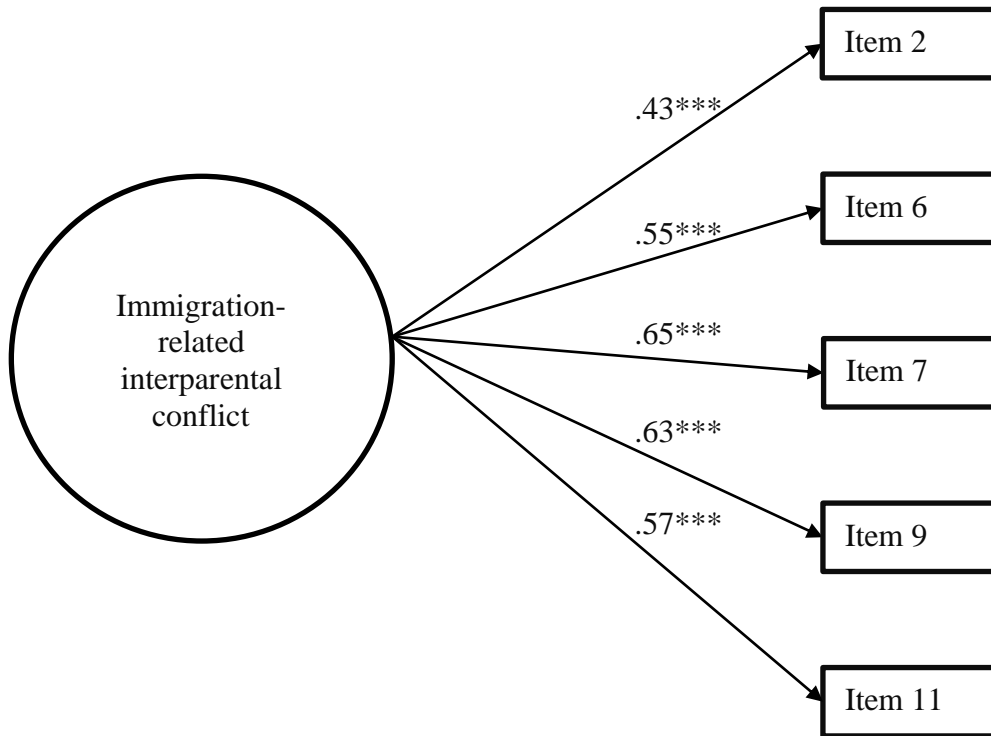 Item 2
.43***
Item 6
.55***
Immigration-
related
interparental
conflict
.65***
Item 7
.63***
Item 9
.57***
Item 11